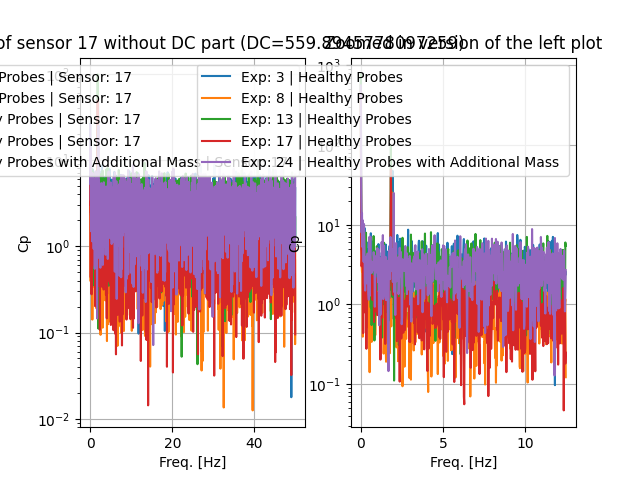 of sensor 17 without DC part (DC=559.8945778097259)
Zoomed in version of the left plot
Probes | Sensor: 17
Probes | Sensor: 17
Probes | Sensor: 17
Probes | Sensor: 17
Probes with Additional Mass | Sensor: 17
Exp: 3 | Healthy Probes
Exp: 8 | Healthy Probes
Exp: 13 | Healthy Probes
Exp: 17 | Healthy Probes
Exp: 24 | Healthy Probes with Additional Mass
Cp
10⁰
10⁻¹
10⁻²
0 20 40
Freq. [Hz]
Cp
10³
10¹
10⁰
10⁻¹
0 5 10
Freq. [Hz]